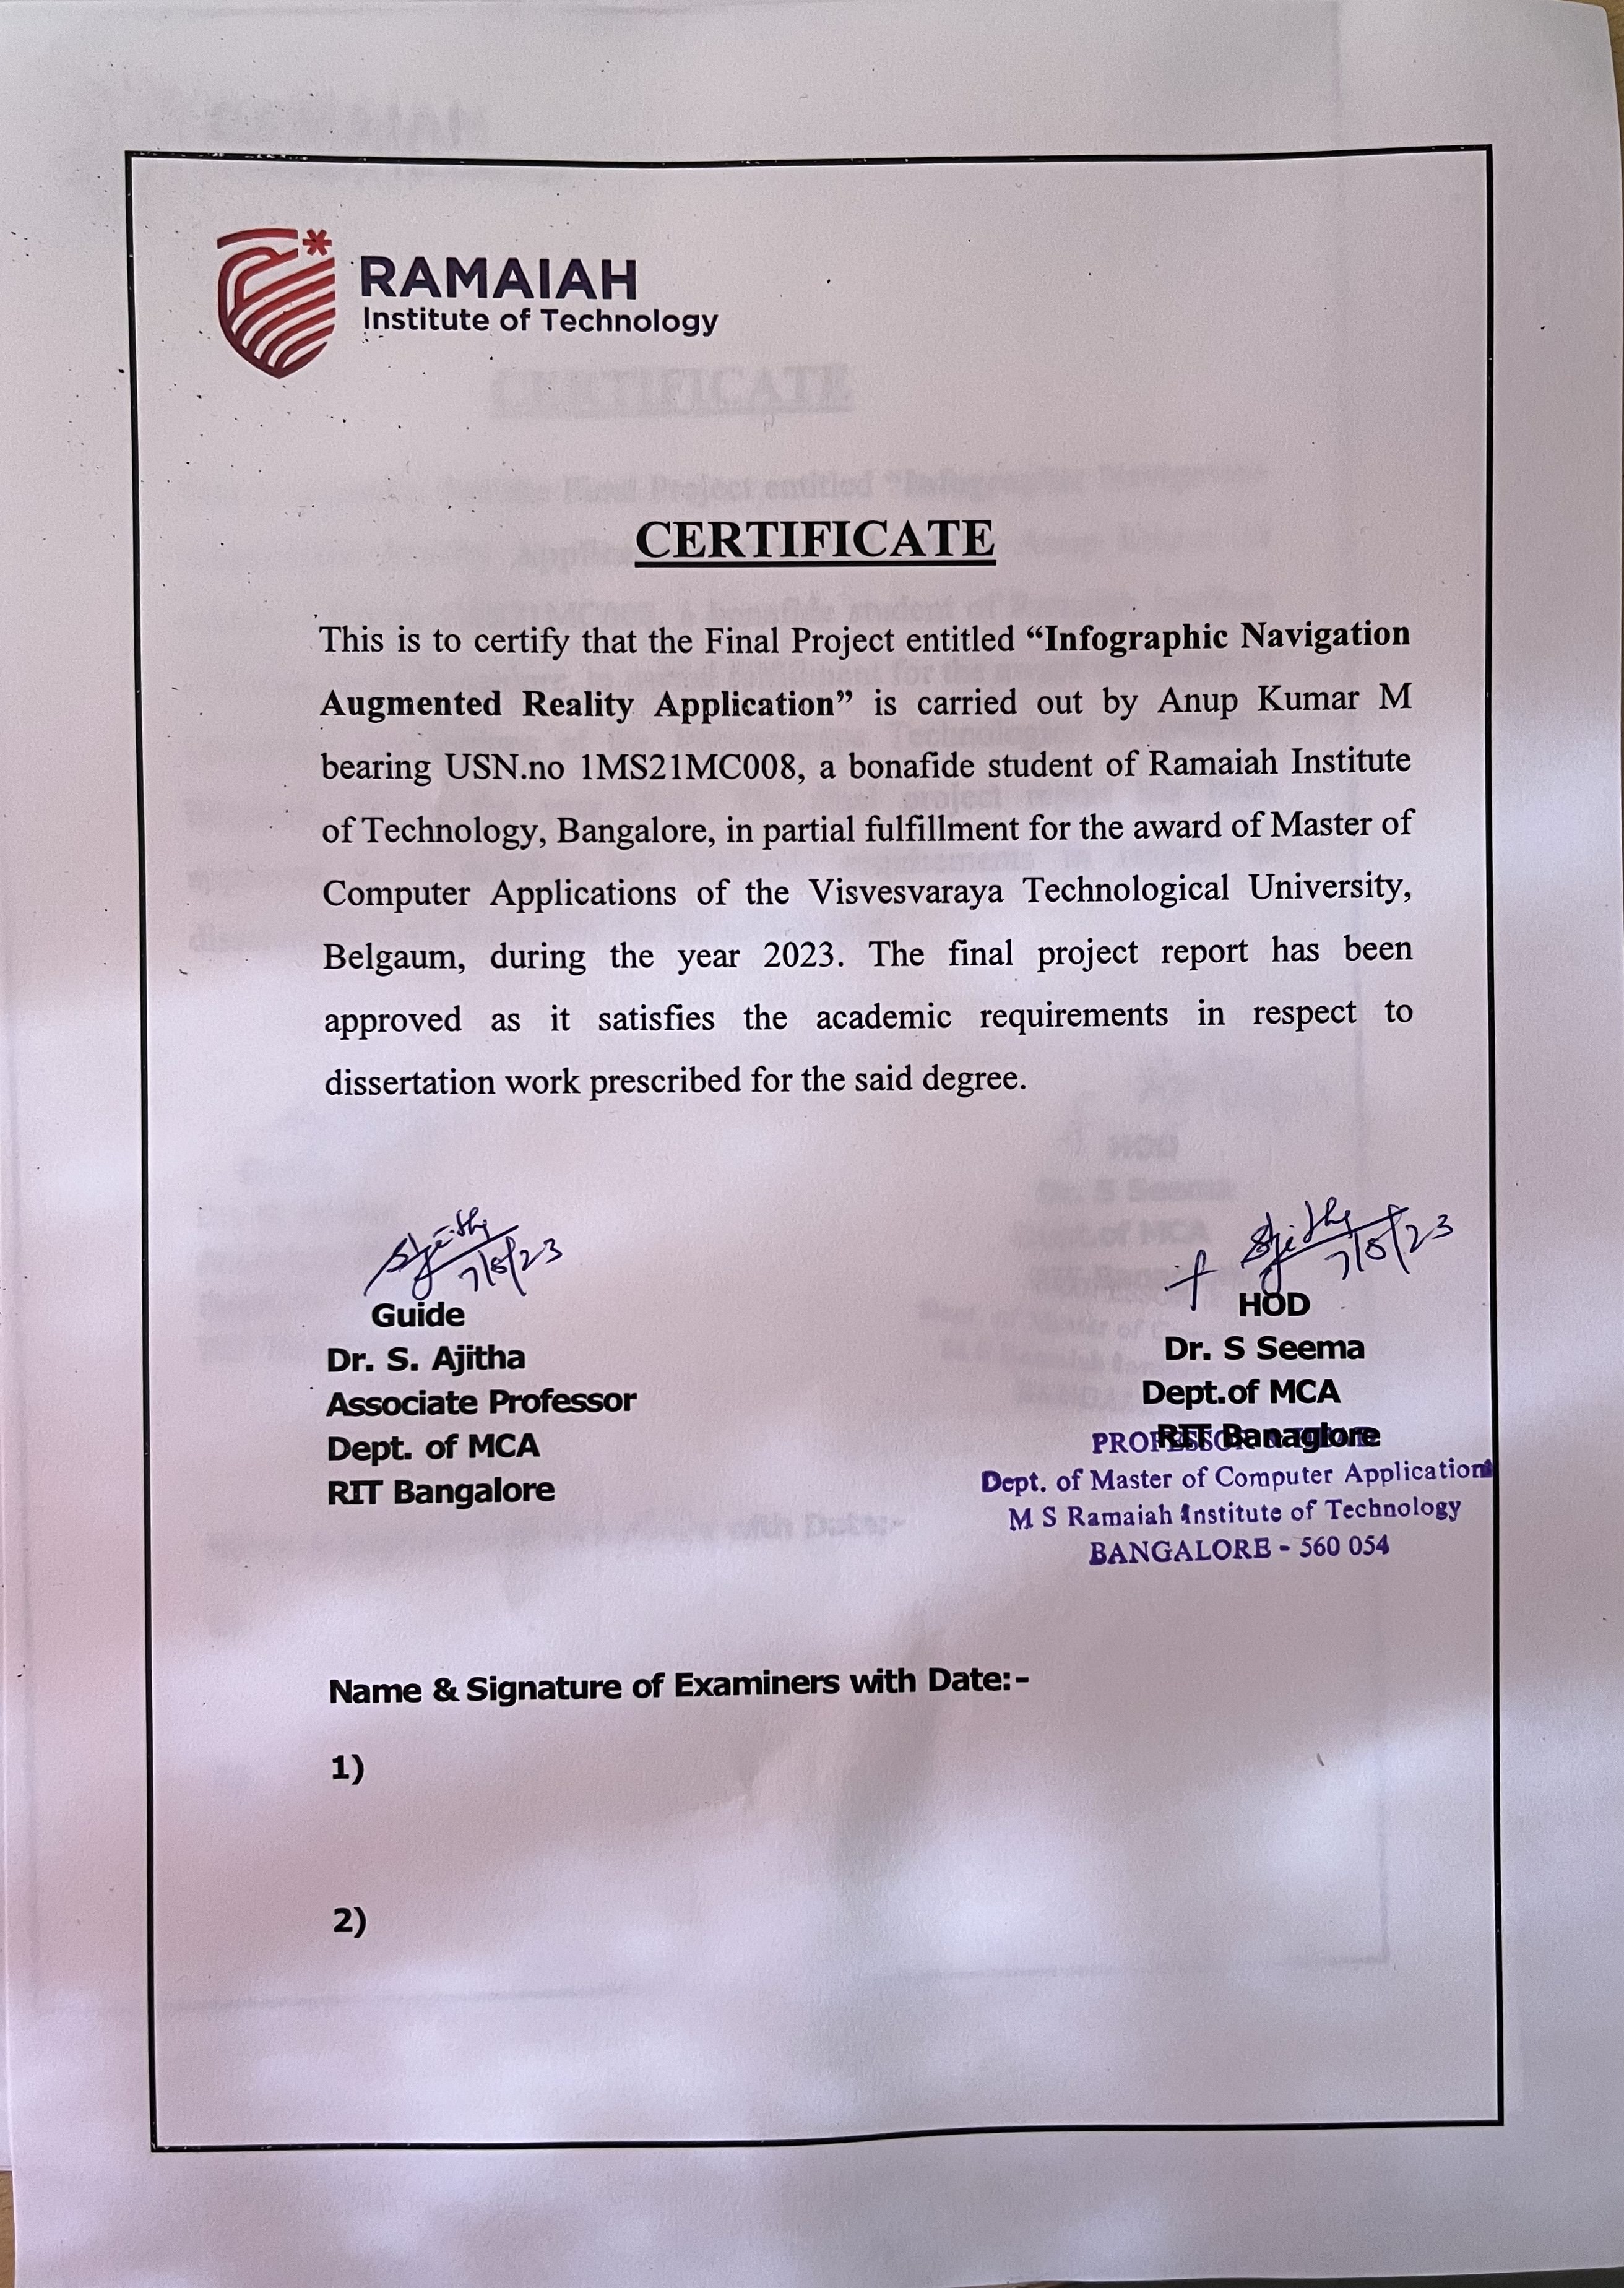 RAMAIAH
Institute of Technology
CERTIFICATE
This is to certify that the Final Project entitled “Infographic Navigation
Augmented Reality Application” is carried out by Anup Kumar M
bearing USN.no 1MS21MC008, a bonafide student of Ramaiah Institute
of Technology, Bangalore, in partial fulfillment for the award of Master of
Computer Applications of the Visvesvaraya Technological University,
Belgaum, during the year 2023. The final project report has been
approved as it satisfies the academic requirements in respect to
dissertation work prescribed for the said degree.
7/8/23
Guide
Dr. S. Ajitha
Associate Professor
Dept. of MCA
RIT Bangalore
7/8/23
HOD
Dr. S Seema
Dept.of MCA
RIT Banaglore
Dept. of Master of Computer Application
M S Ramaiah Institute of Technology
BANGALORE - 560 054
Name & Signature of Examiners with Date:-
1)
2)